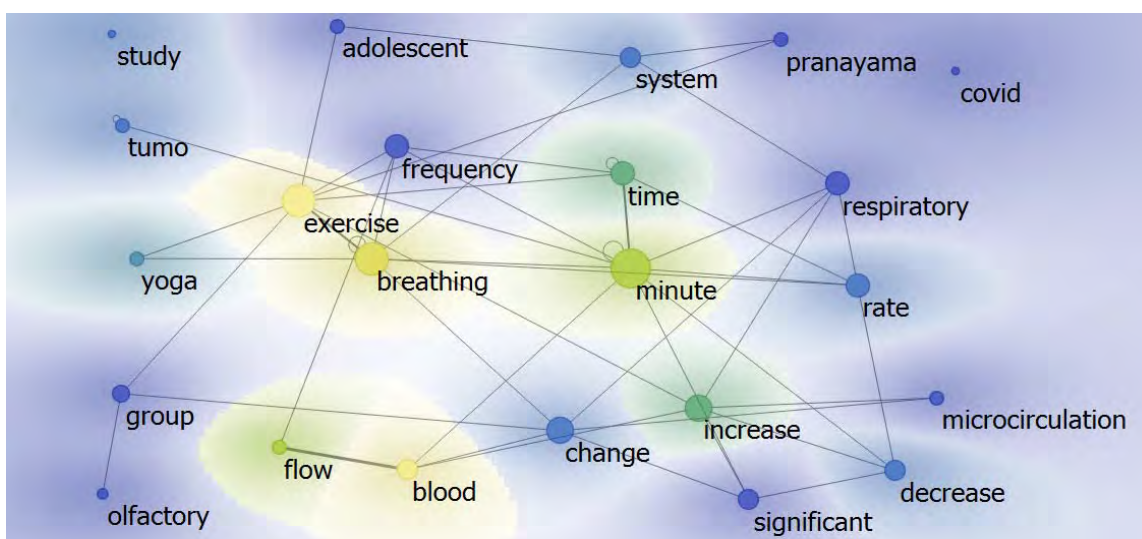 adolescent
study
system
pranayama
covid
tumo
frequency
time
respiratory
exercise
yoga
breathing
minute
rate
group
flow
blood
change
increase
microcirculation
olfactory
significant
decrease